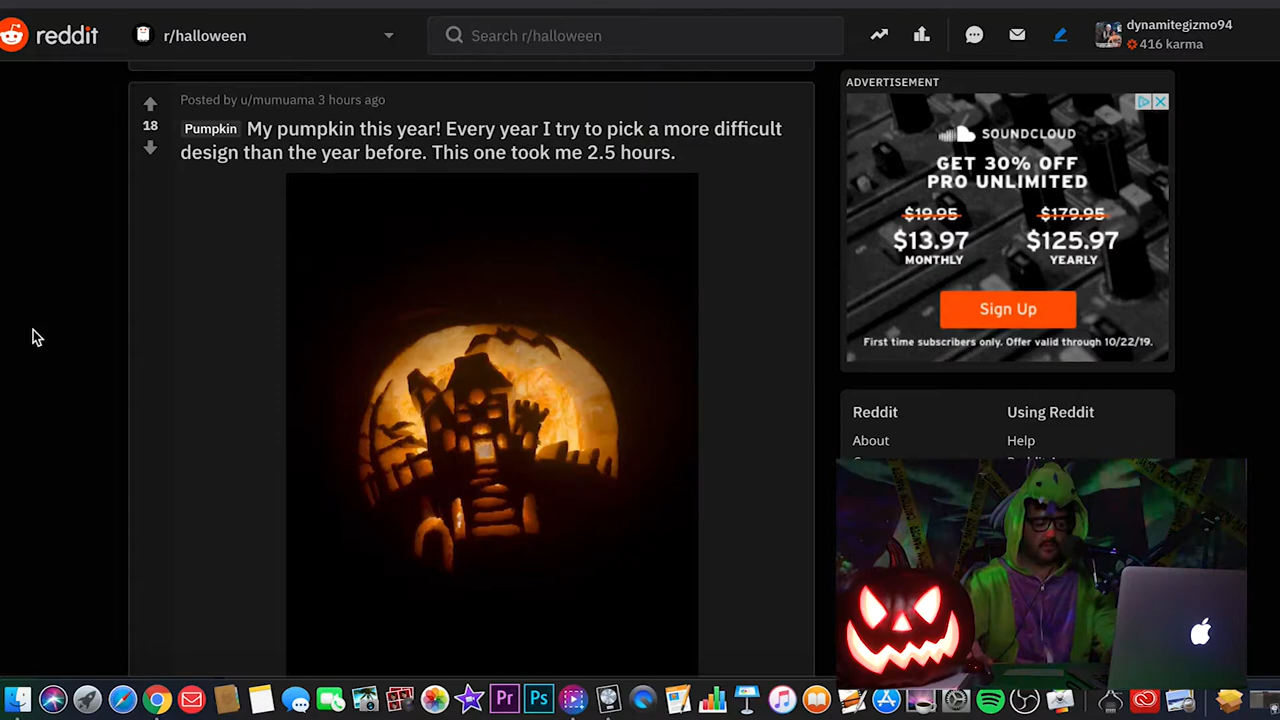 reddit
r/halloween
Search r/halloween
dynamitegizmo94
416 karma
Posted by u/mumuama 3 hours ago
18
Pumpkin My pumpkin this year! Every year I try to pick a more difficult
design than the year before. This one took me 2.5 hours.
ADVERTISEMENT
SOUNDCLOUD
GET 30% OFF
PRO UNLIMITED
$19.95 $179.95
$13.97 $125.97
MONTHLY YEARLY
Sign Up
First time subscribers only. Offer valid through 10/22/19.
Reddit Using Reddit
About Help
Pr Ps